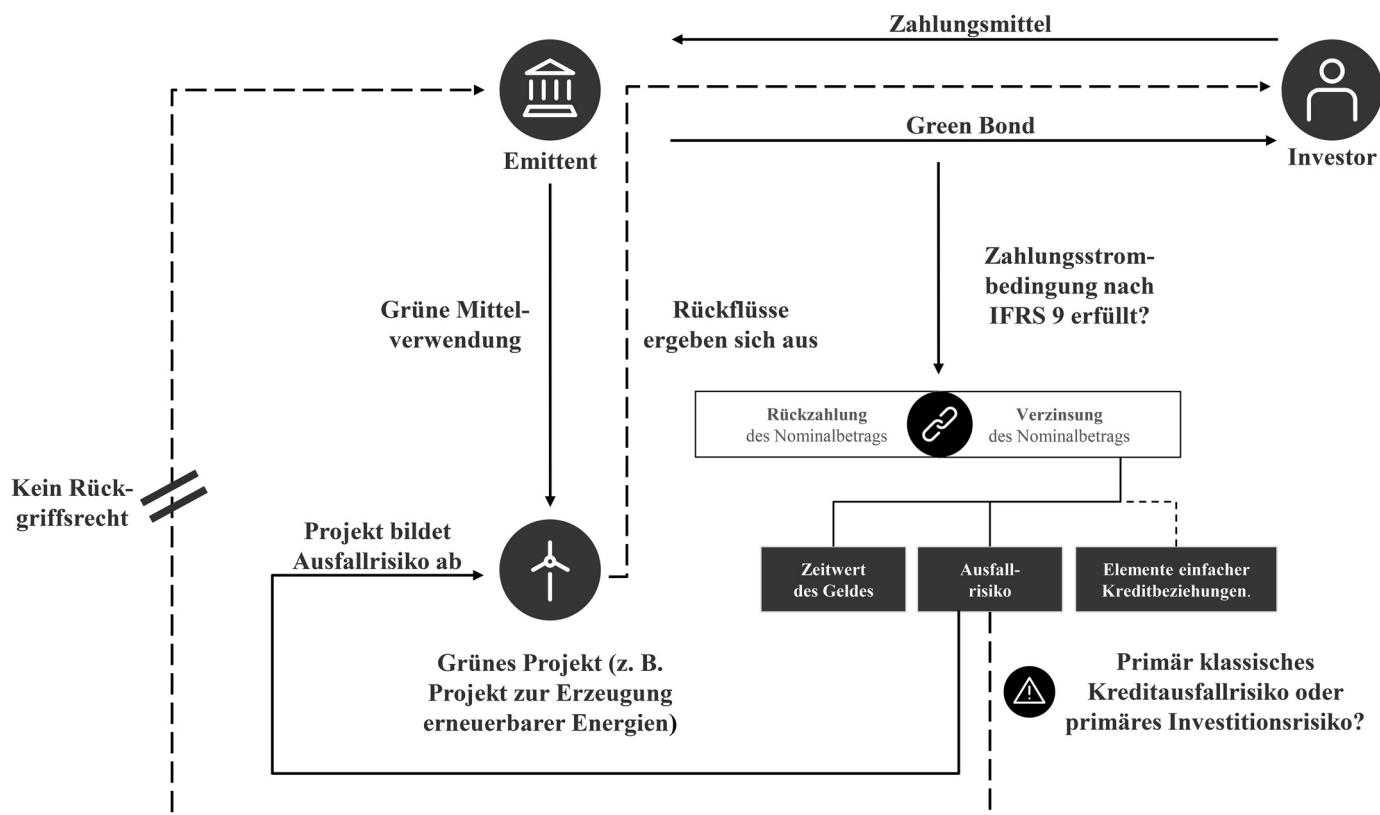 Zahlungsmittel
Green Bond
Emittent
Investor
Zahlungsstrom-
bedingung nach
IFRS 9 erfüllt?
Grüne Mittel-
verwendung
Rückflüsse
ergeben sich aus
Rückzahlung
des Nominalbetrags
Verzinsung
des Nominalbetrags
Kein Rück-
griffsrecht
Projekt bildet
Ausfallrisiko ab
Zeitwert
des Geldes
Ausfall-
risiko
Elemente einfacher
Kreditbeziehungen.
Grünes Projekt (z. B.
Projekt zur Erzeugung
erneuerbarer Energien)
Primär klassisches
Kreditausfallrisiko oder
primäres Investitionsrisiko?